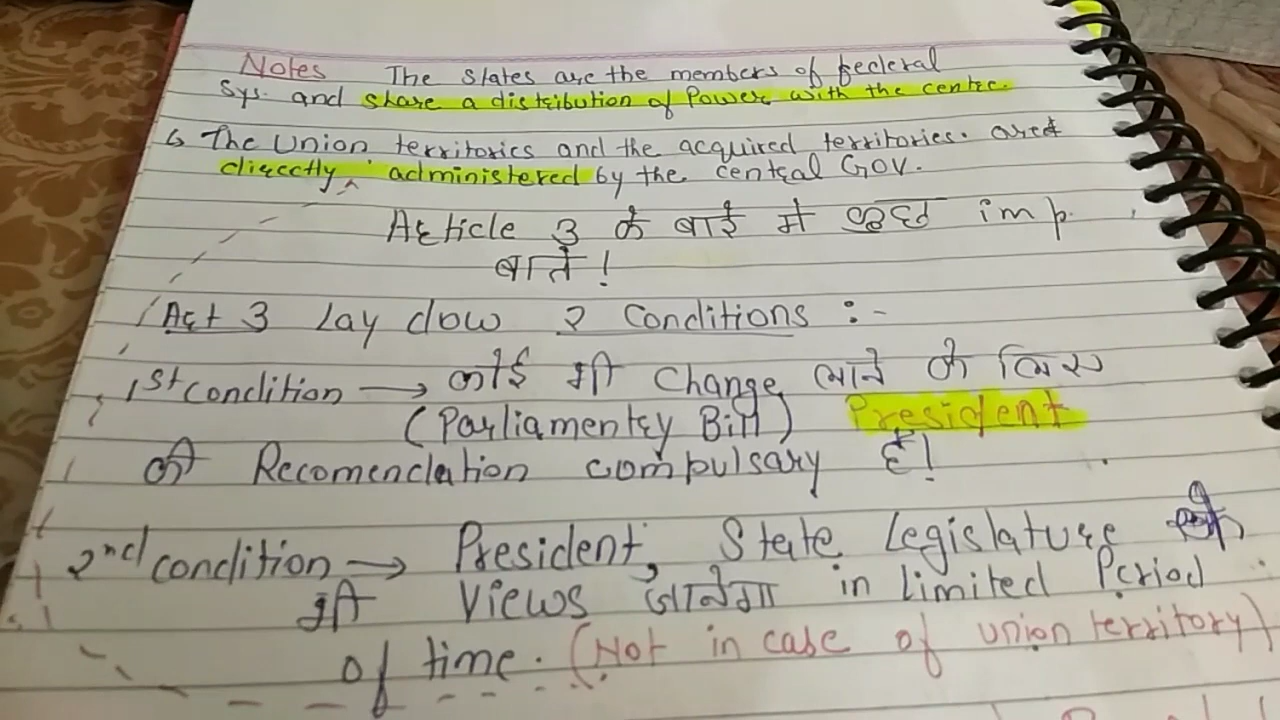 Notes The States are the members of federal
Sys. and share a distribution of Power with the centre.
↳ The Union territories and the acquired territories. are
directly administered by the central Gov.
Article 3 के बारे मे कुछ imp.
बाते!
Art 3 Lay dow 2 Conditions :-
1st condition → कोई भी Change लाने के लिए
(Parliamentry Bill) President
की Recomendation compulsary है!
2nd condition → President, State Legislature के
भी Views जानेगा in limited Period
of time. (Not in case of union territory)